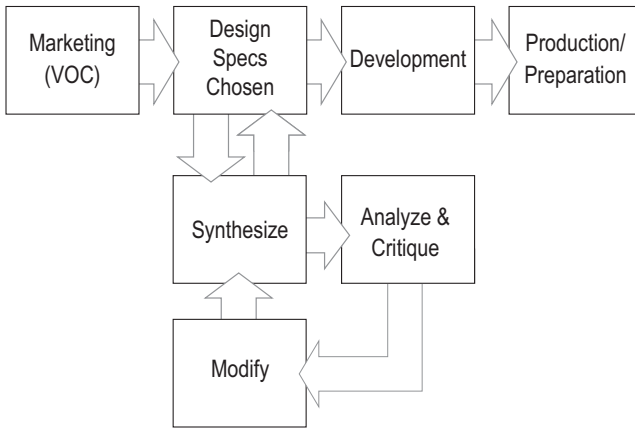 Marketing
(VOC)
Design
Specs
Chosen
Development
Production/
Preparation
Synthesize
Analyze &
Critique
Modify